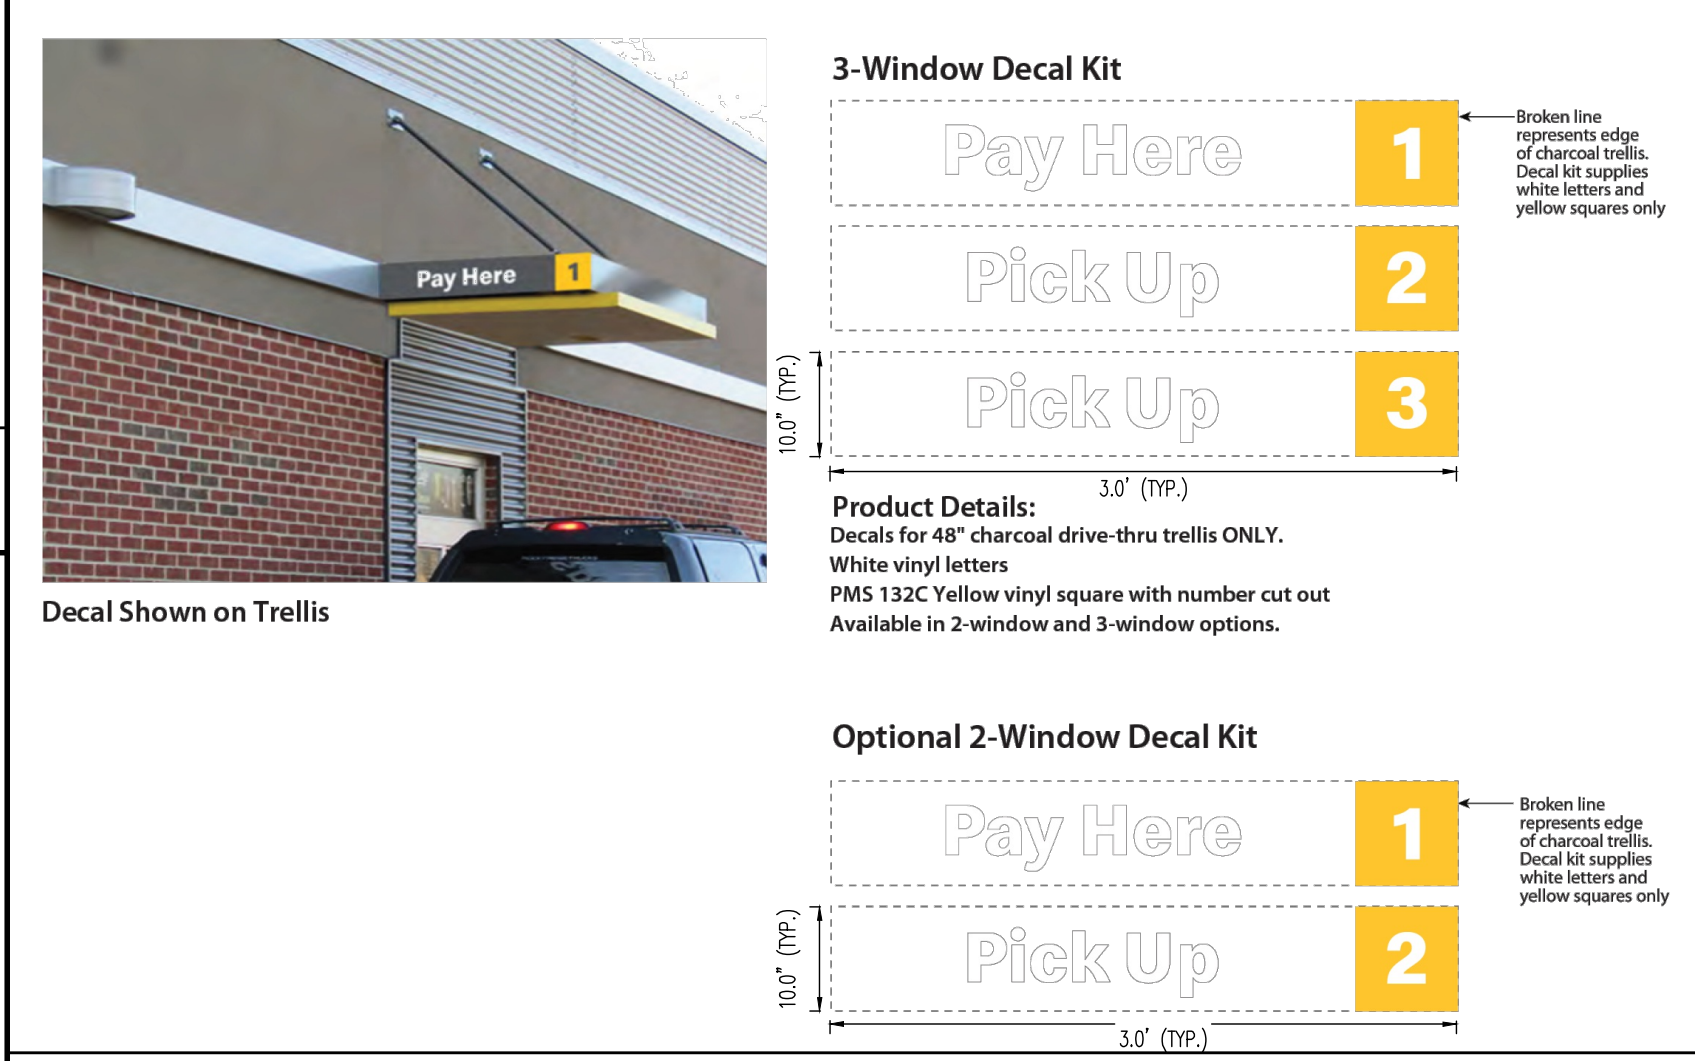 Pay Here 1
Decal Shown on Trellis
3-Window Decal Kit
Pay Here 1
Broken line
represents edge
of charcoal trellis.
Decal kit supplies
white letters and
yellow squares only
Pick Up 2
Pick Up 3
10.0" (TYP.)
3.0' (TYP.)
Product Details:
Decals for 48" charcoal drive-thru trellis ONLY.
White vinyl letters
PMS 132C Yellow vinyl square with number cut out
Available in 2-window and 3-window options.
Optional 2-Window Decal Kit
Pay Here 1
Broken line
represents edge
of charcoal trellis.
Decal kit supplies
white letters and
yellow squares only
Pick Up 2
10.0" (TYP.)
3.0' (TYP.)